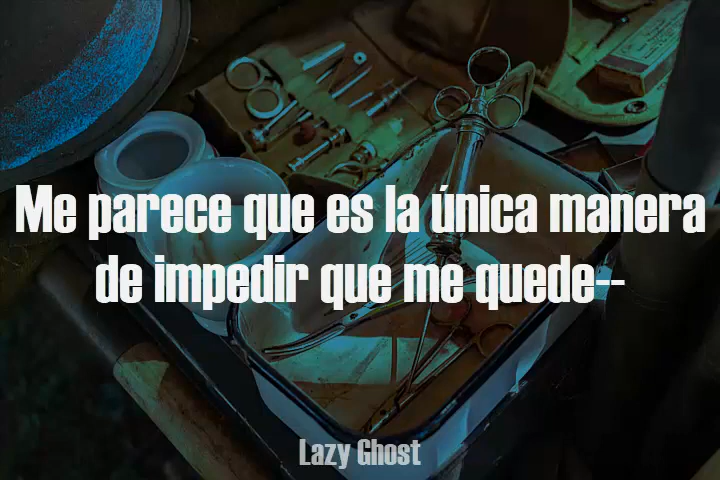 Me parece que es la única manera
de impedir que me quede--
Lazy Ghost